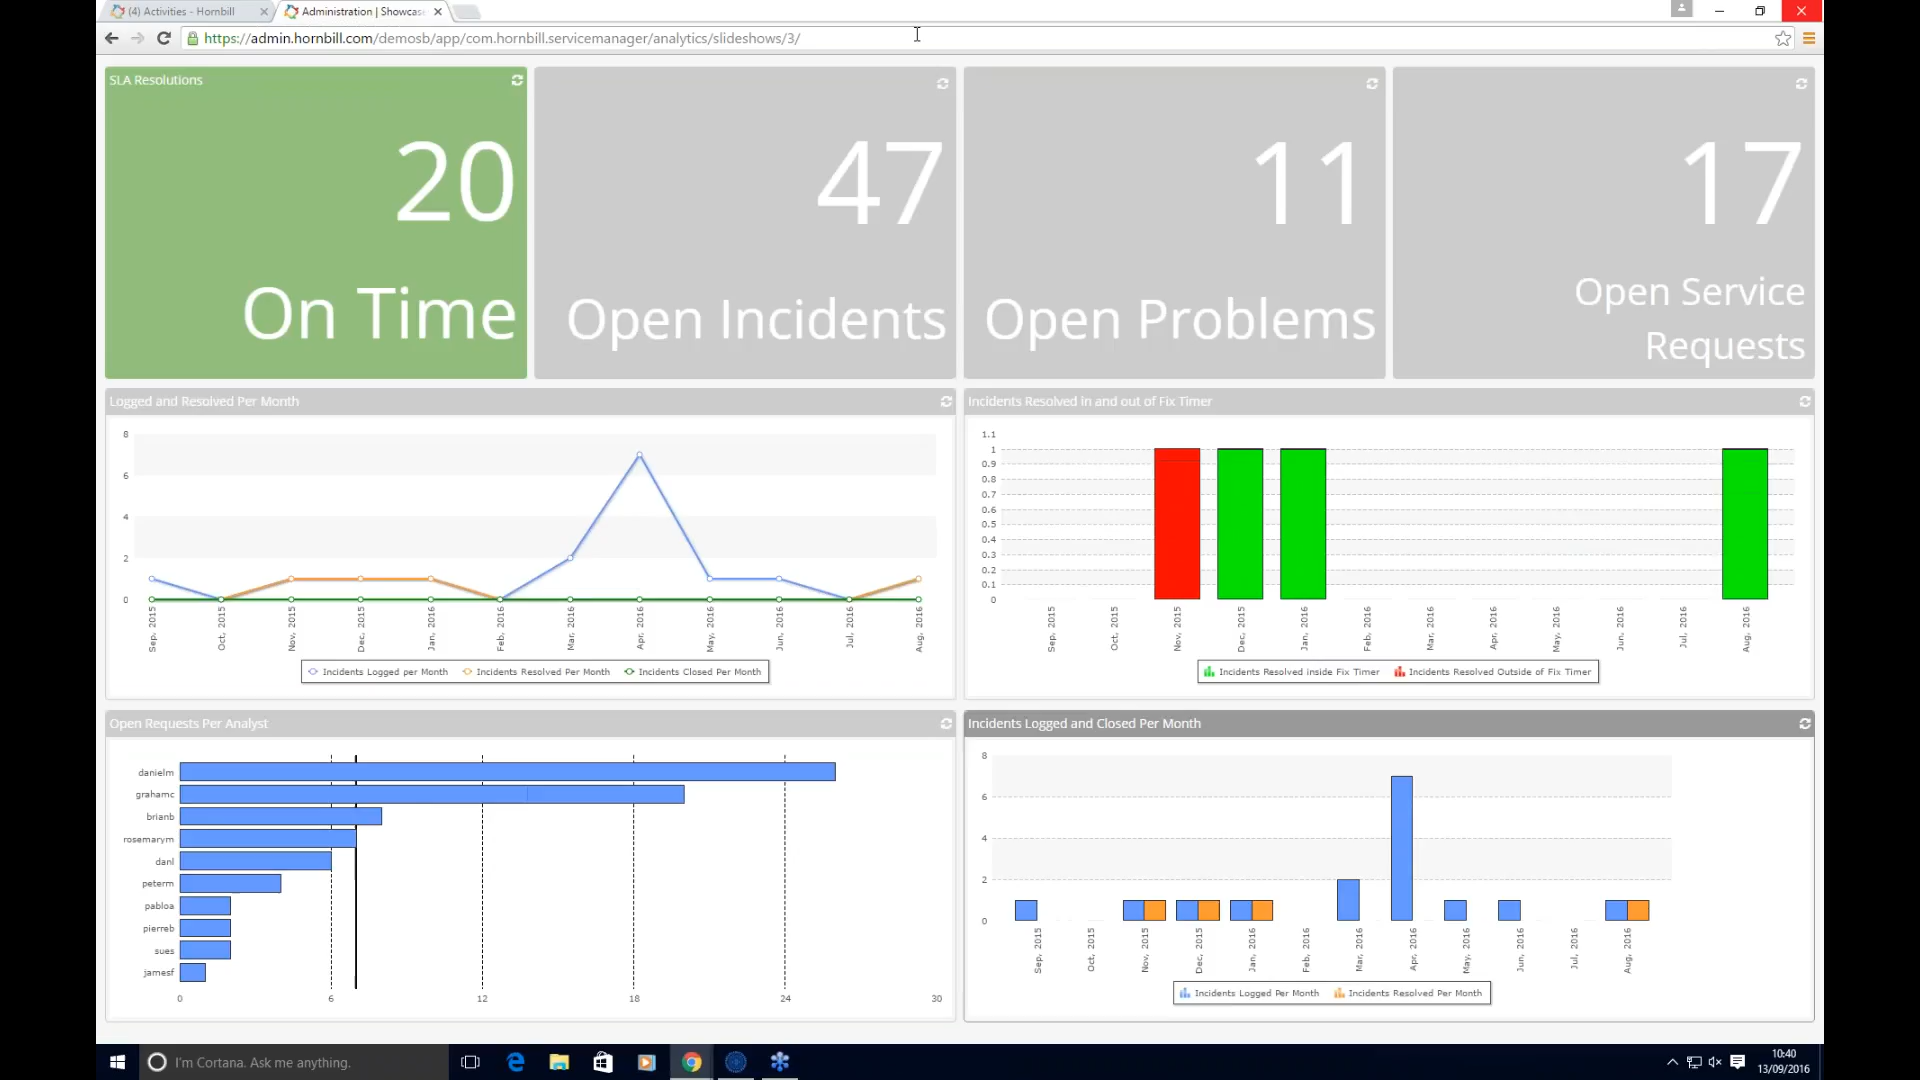 (4) Activities - Hornbill
Administration | Showcas
https://admin.hornbill.com/demosb/app/com.hornbill.servicemanager/analytics/slideshows/3/
SLA Resolutions
20
On Time
47
Open Incidents
11
Open Problems
17
Open Service
Requests
Logged and Resolved Per Month
8
6
4
2
0
Sep, 2015
Oct, 2015
Nov, 2015
Dec, 2015
Jan, 2016
Feb, 2016
Mar, 2016
Apr, 2016
May, 2016
Jun, 2016
Jul, 2016
Aug, 2016
Incidents Logged per Month
Incidents Resolved Per Month
Incidents Closed Per Month
Incidents Resolved in and out of Fix Timer
1.1
1
0.9
0.8
0.7
0.6
0.5
0.4
0.3
0.2
0.1
0
Sep, 2015
Oct, 2015
Nov, 2015
Dec, 2015
Jan, 2016
Feb, 2016
Mar, 2016
Apr, 2016
May, 2016
Jun, 2016
Jul, 2016
Aug, 2016
Incidents Resolved inside Fix Timer
Incidents Resolved Outside of Fix Timer
Open Requests Per Analyst
danielm
grahamc
brianb
rosemarym
danl
peterm
pabloa
pierreb
sues
jamesf
0
6
12
18
24
30
Incidents Logged and Closed Per Month
8
6
4
2
0
Sep, 2015
Oct, 2015
Nov, 2015
Dec, 2015
Jan, 2016
Feb, 2016
Mar, 2016
Apr, 2016
May, 2016
Jun, 2016
Jul, 2016
Aug, 2016
Incidents Logged Per Month
Incidents Resolved Per Month
I'm Cortana. Ask me anything.
10:40
13/09/2016